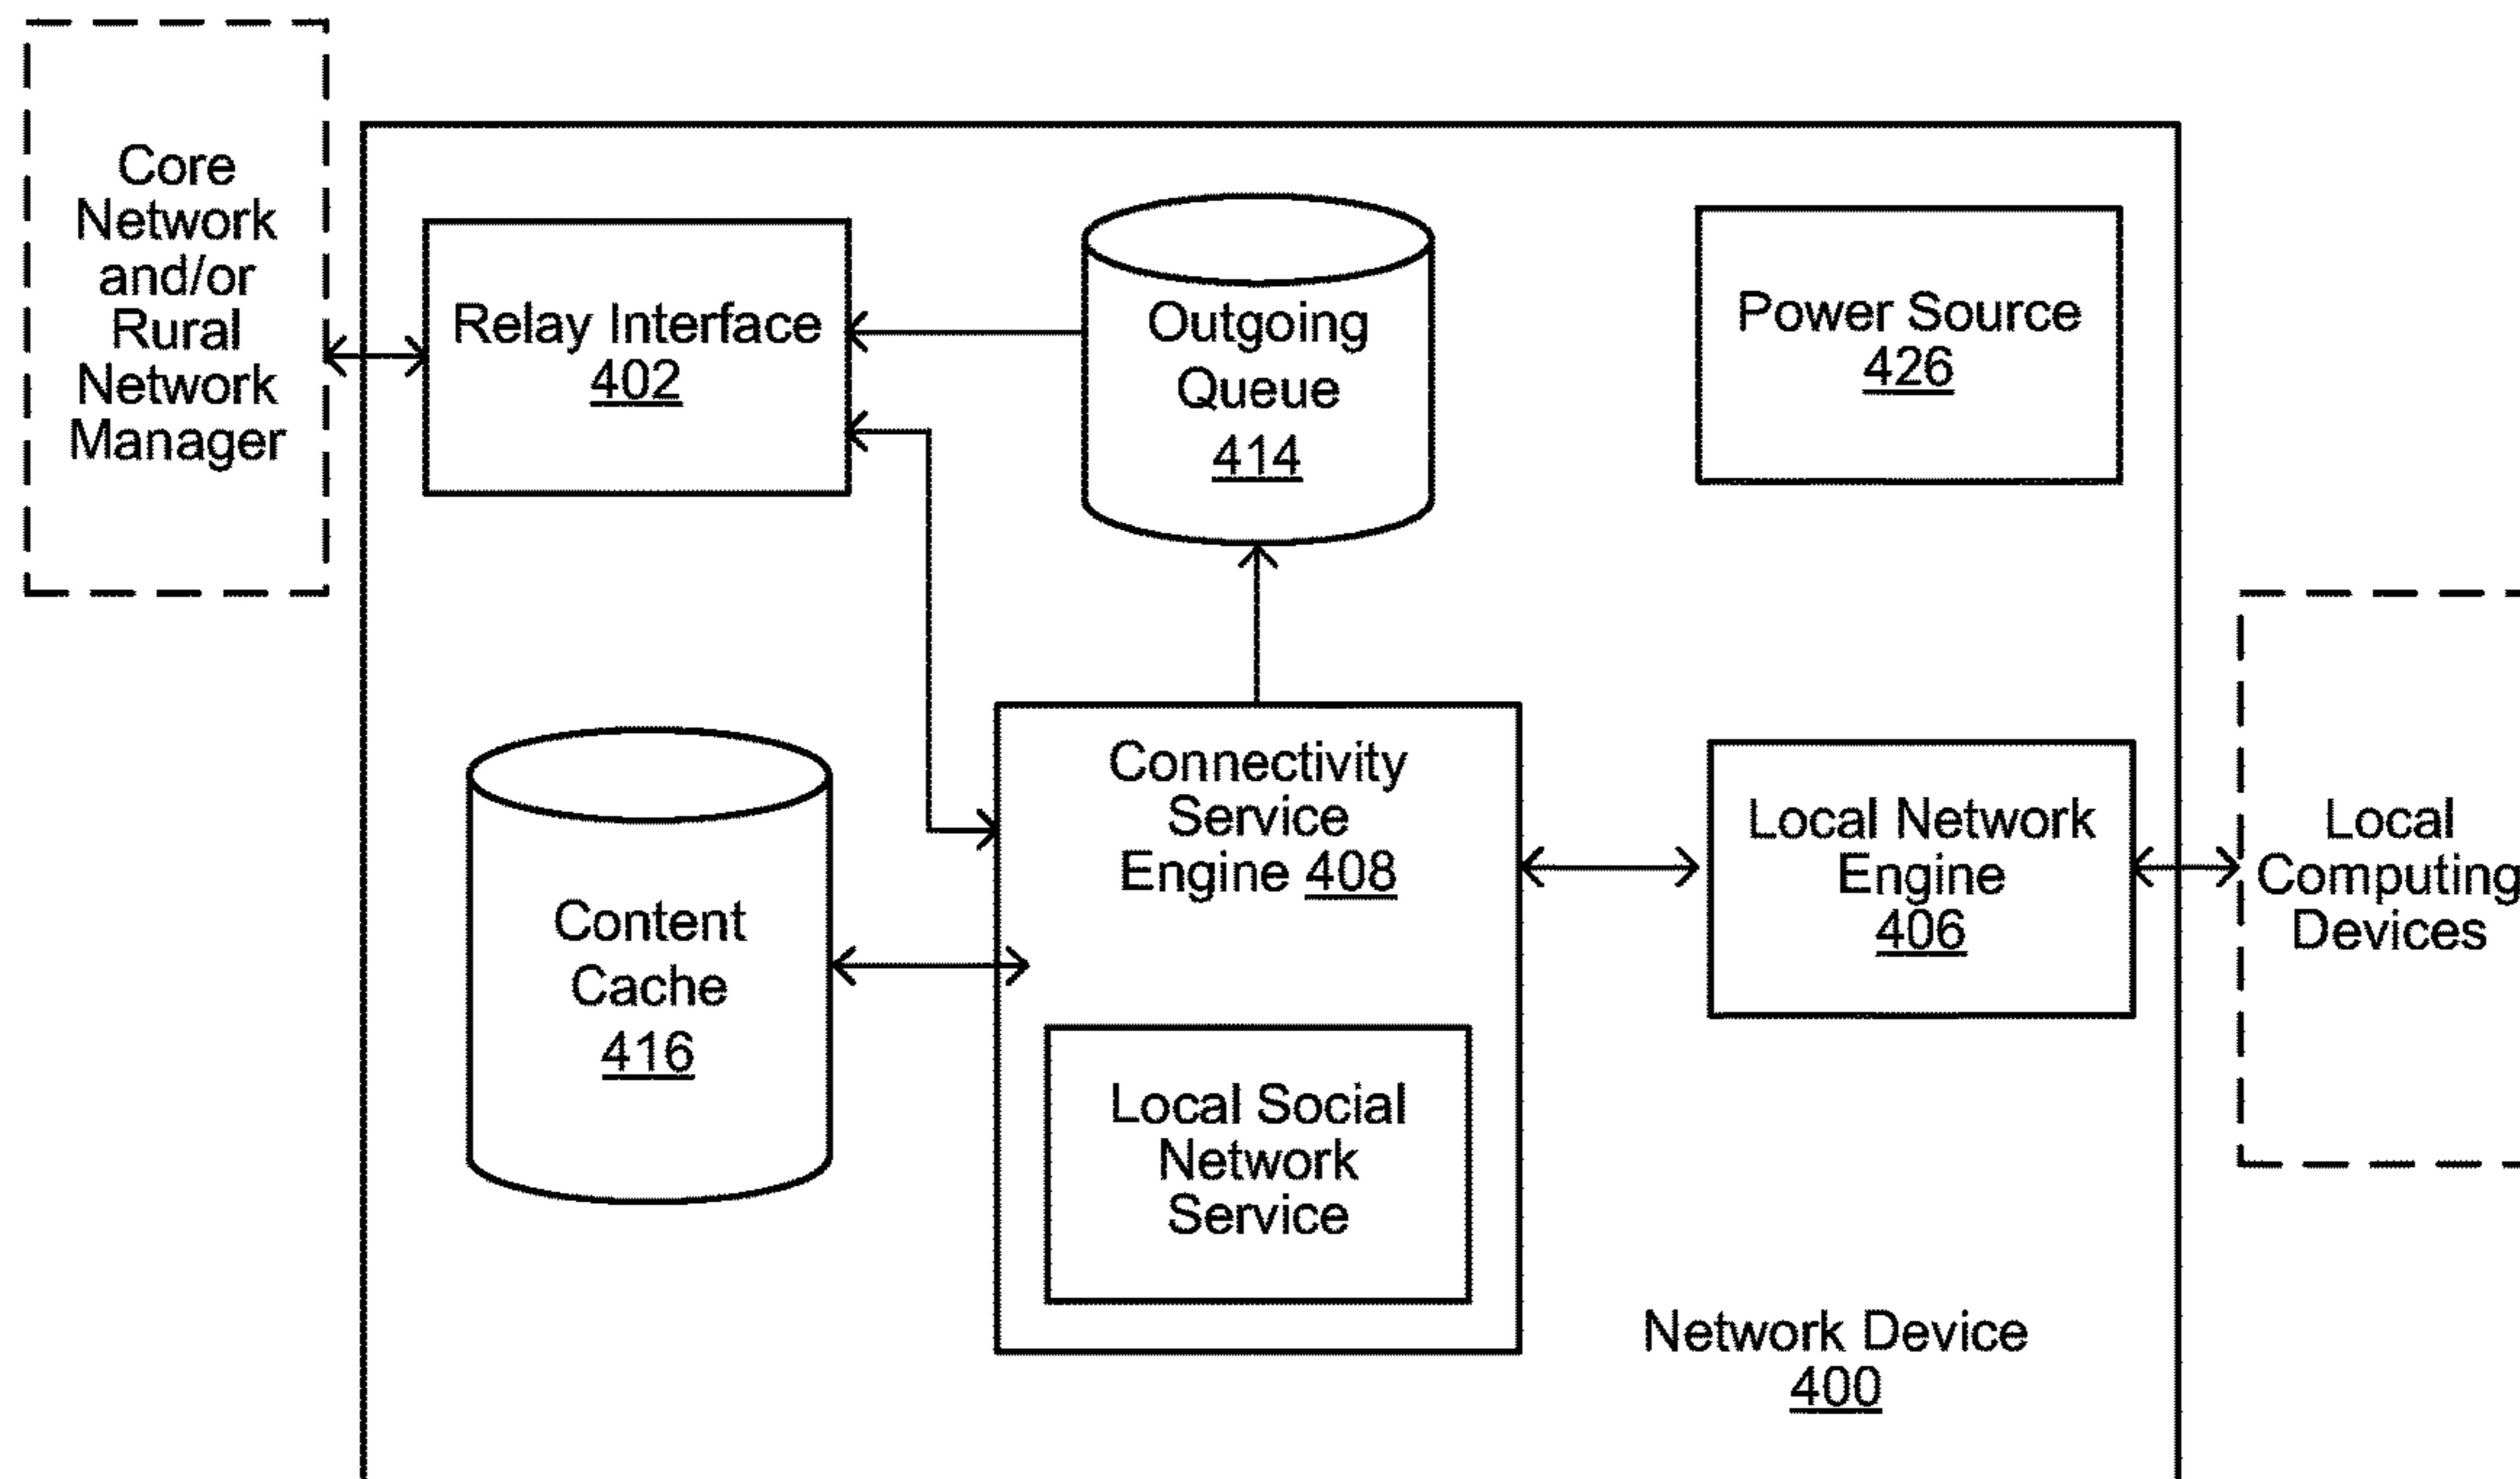 Core
Network
and/or
Rural
Network
Manager
Relay Interface
402
Outgoing
Queue
414
Power Source
426
Content
Cache
416
Connectivity
Service
Engine 408
Local Social
Network
Service
Local Network
Engine
406
Local
Computing
Devices
Network Device
400